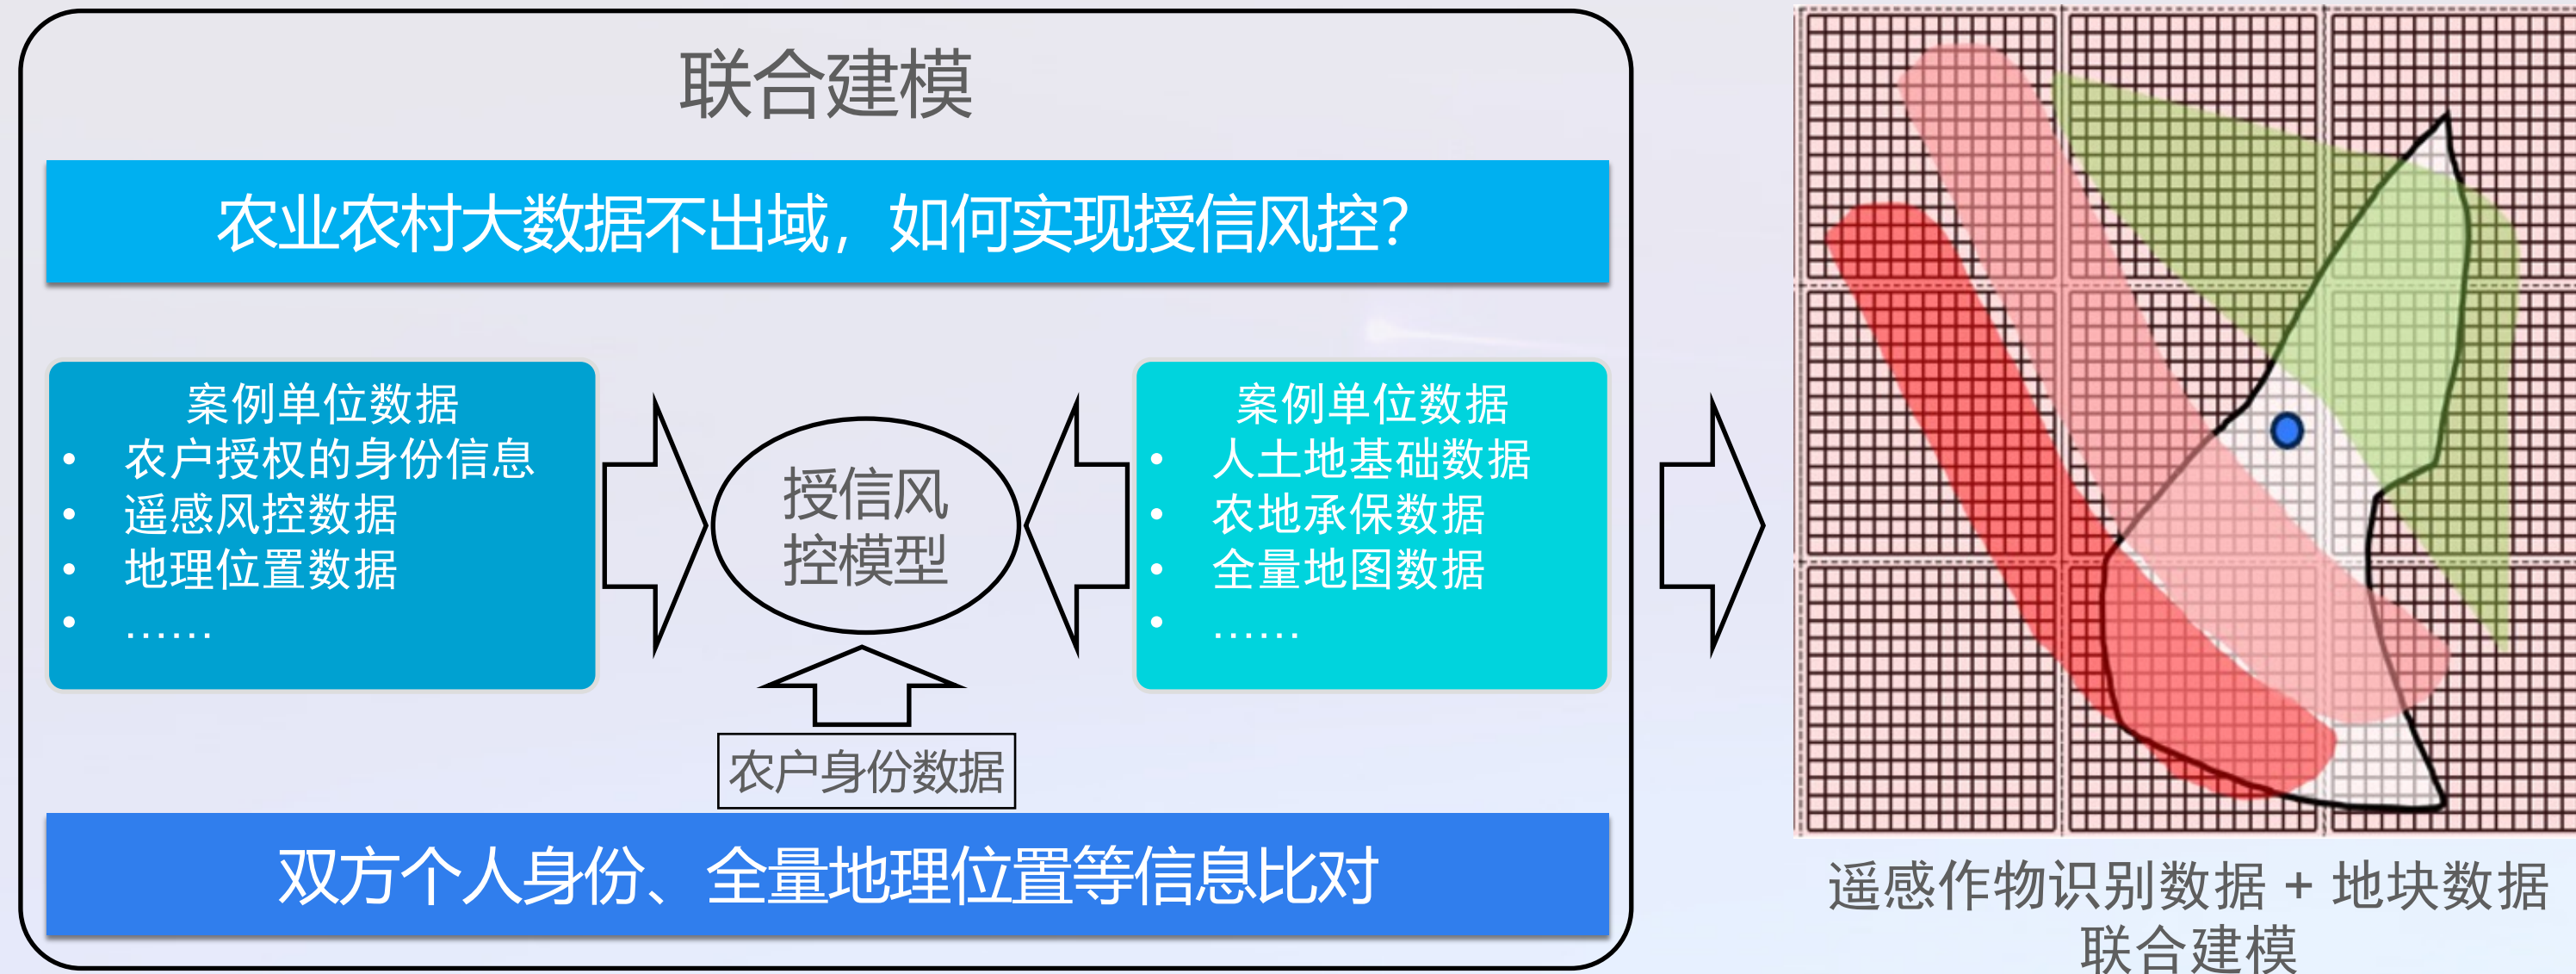 联合建模
农业农村大数据不出域，如何实现授信风控？
案例单位数据
• 农户授权的身份信息
• 遥感风控数据
• 地理位置数据
• ……
授信风
控模型
案例单位数据
• 人土地基础数据
• 农地承保数据
• 全量地图数据
• ……
农户身份数据
双方个人身份、全量地理位置等信息比对
遥感作物识别数据 + 地块数据
联合建模